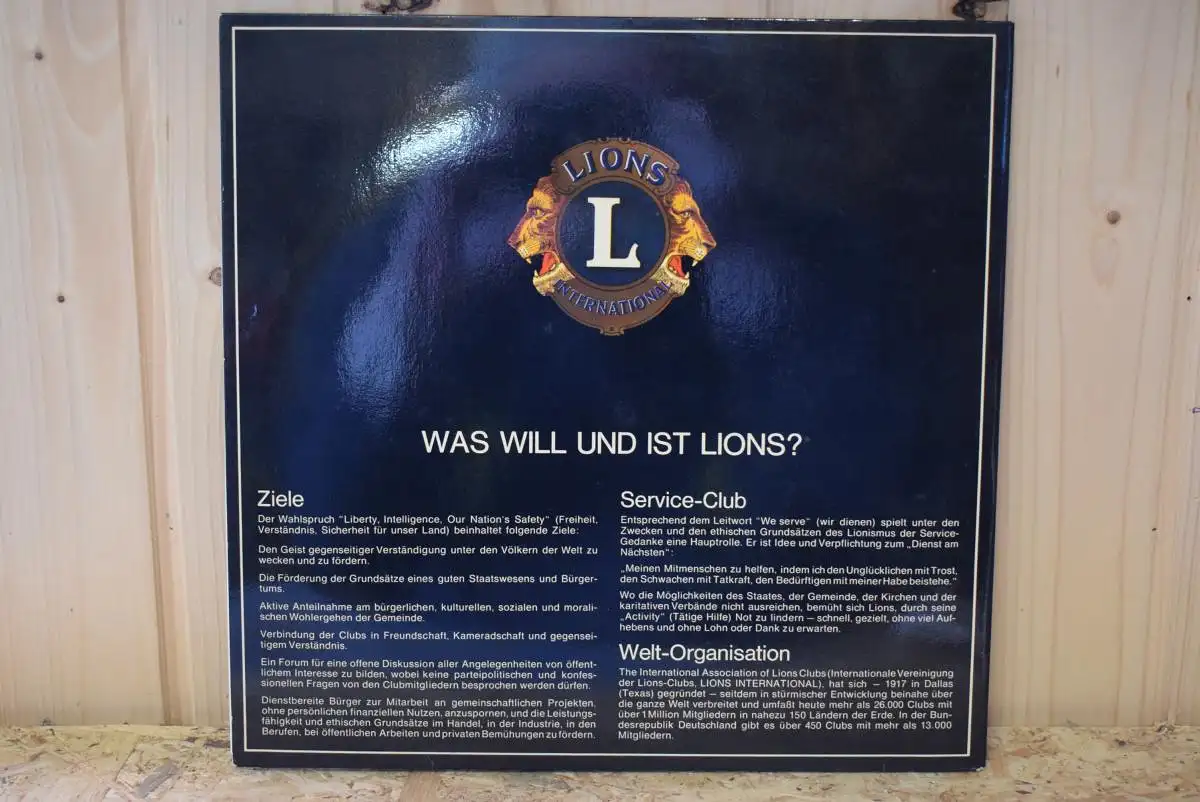 LIONS
L
INTERNATIONAL
WAS WILL UND IST LIONS?
Ziele
Der Wahlspruch "Liberty, Intelligence, Our Nation's Safety" (Freiheit,
Verständnis, Sicherheit für unser Land) beinhaltet folgende Ziele:
Den Geist gegenseitiger Verständigung unter den Völkern der Welt zu
wecken und zu fördern.
Die Förderung der Grundsätze eines guten Staatswesens und Bürger-
tums.
Aktive Anteilnahme am bürgerlichen, kulturellen, sozialen und morali-
schen Wohlergehen der Gemeinde.
Verbindung der Clubs in Freundschaft, Kameradschaft und gegensei-
tigem Verständnis.
Ein Forum für eine offene Diskussion aller Angelegenheiten von öffent-
lichem Interesse zu bilden, wobei keine parteipolitischen und konfes-
sionellen Fragen von den Clubmitgliedern besprochen werden dürfen.
Dienstbereite Bürger zur Mitarbeit an gemeinschaftlichen Projekten,
ohne persönlichen finanziellen Nutzen, anzuspornen, und die Leistungs-
fähigkeit und ethischen Grundsätze im Handel, in der Industrie, in den
Berufen, bei öffentlichen Arbeiten und privaten Bemühungen zu fördern.
Service-Club
Entsprechend dem Leitwort "We serve" (wir dienen) spielt unter den
Zwecken und den ethischen Grundsätzen des Lionismus der Service-
Gedanke eine Hauptrolle. Er ist Idee und Verpflichtung zum „Dienst am
Nächsten":
„Meinen Mitmenschen zu helfen, indem ich den Unglücklichen mit Trost,
den Schwachen mit Tatkraft, den Bedürftigen mit meiner Habe beistehe."
Wo die Möglichkeiten des Staates, der Gemeinde, der Kirchen und der
karitativen Verbände nicht ausreichen, bemüht sich Lions, durch seine
„Activity" (Tätige Hilfe) Not zu lindern – schnell, gezielt, ohne viel Auf-
hebens und ohne Lohn oder Dank zu erwarten.
Welt-Organisation
The International Association of Lions Clubs (Internationale Vereinigung
der Lions-Clubs, LIONS INTERNATIONAL), hat sich – 1917 in Dallas
(Texas) gegründet – seitdem in stürmischer Entwicklung beinahe über
die ganze Welt verbreitet und umfaßt heute mehr als 26.000 Clubs mit
über 1 Million Mitgliedern in nahezu 150 Ländern der Erde. In der Bun-
desrepublik Deutschland gibt es über 450 Clubs mit mehr als 13.000
Mitgliedern.